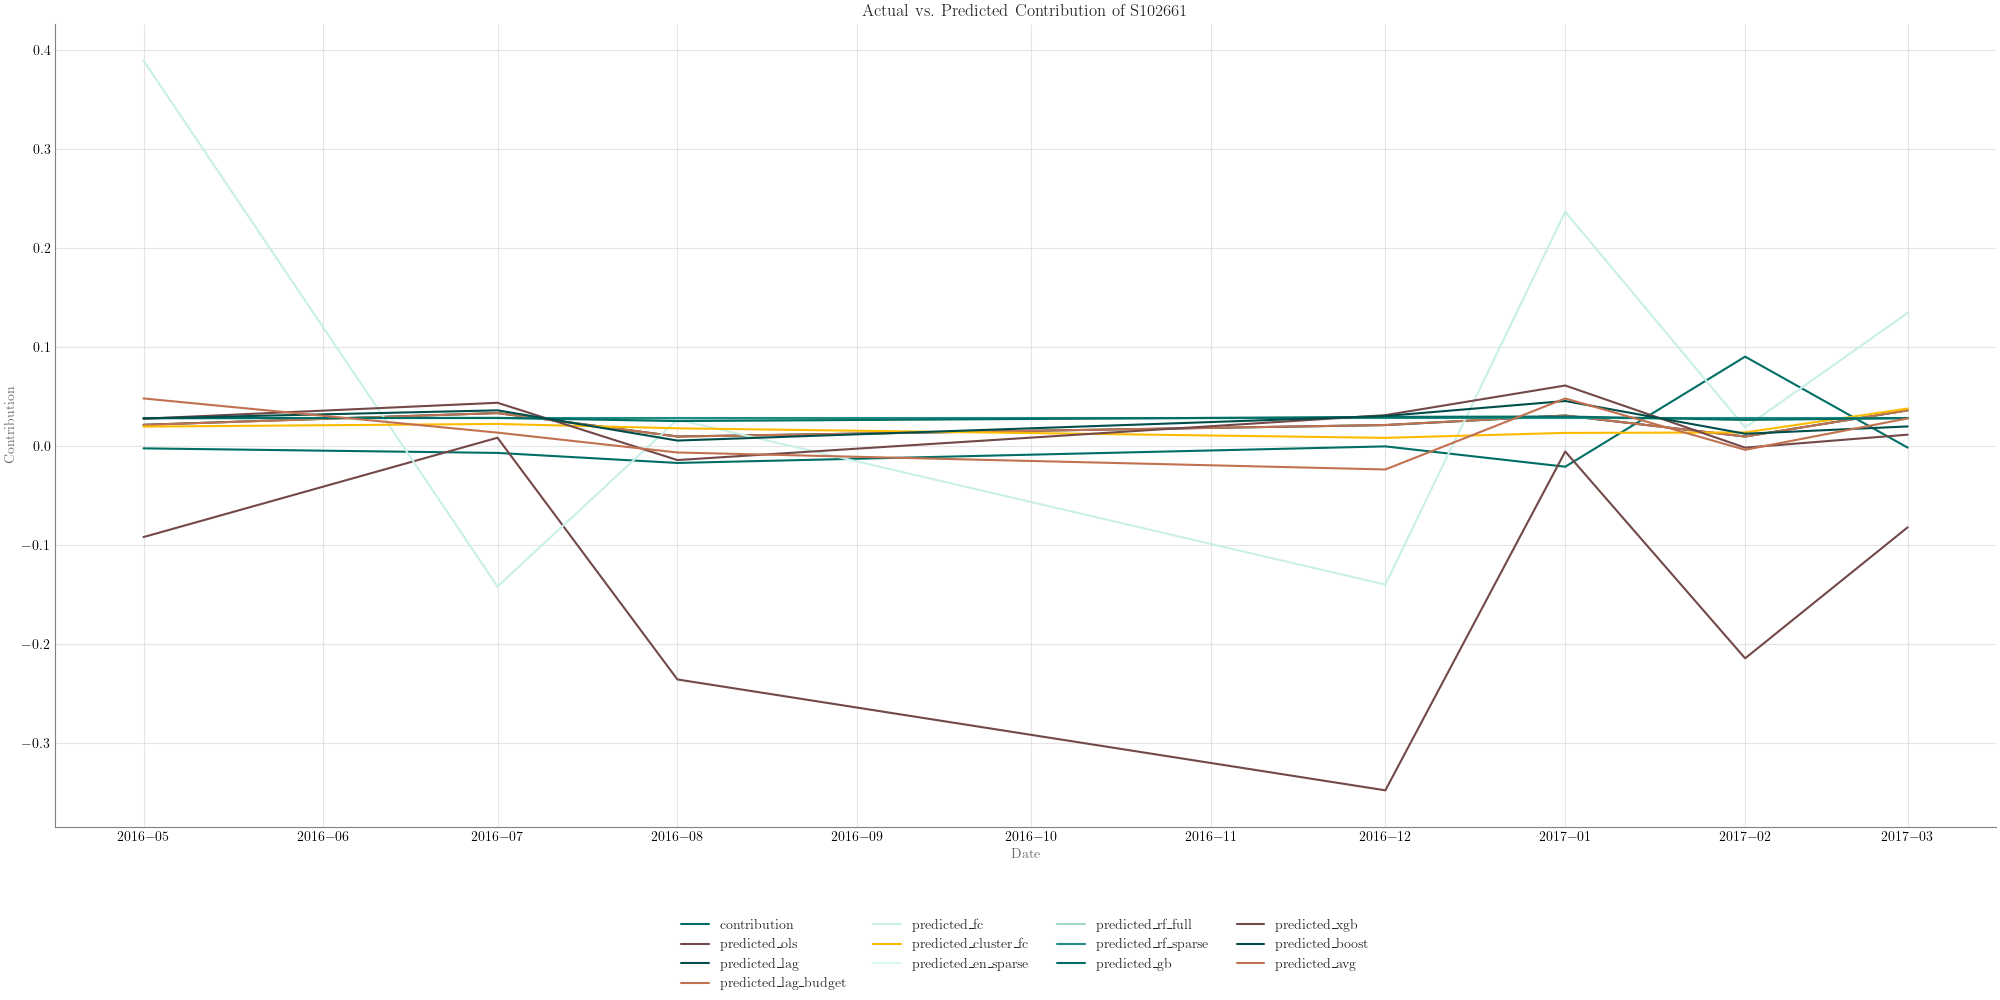 Actual vs. Predicted Contribution of S102661
0.4
0.3
0.2
0.1
0.0
−0.1
−0.2
−0.3
Contribution
2016−05 2016−06 2016−07 2016−08 2016−09 2016−10 2016−11 2016−12 2017−01 2017−02 2017−03
Date
contribution predicted_fc predicted_rf_full predicted_xgb
predicted_ols predicted_cluster_fc predicted_rf_sparse predicted_boost
predicted_lag predicted_en_sparse predicted_gb predicted_avg
predicted_lag_budget